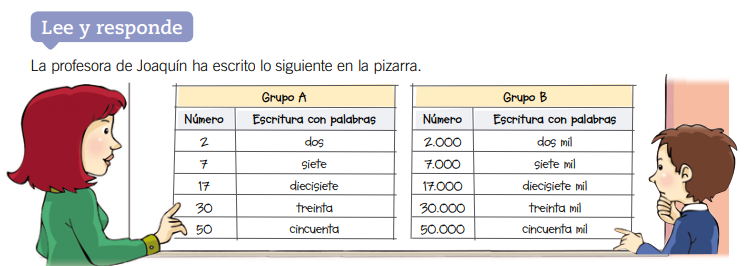 Lee y responde
La profesora de Joaquín ha escrito lo siguiente en la pizarra.
Grupo A
Número Escritura con palabras
2 dos
7 siete
17 diecisiete
30 treinta
50 cincuenta
Grupo B
Número Escritura con palabras
2.000 dos mil
7.000 siete mil
17.000 diecisiete mil
30.000 treinta mil
50.000 cincuenta mil